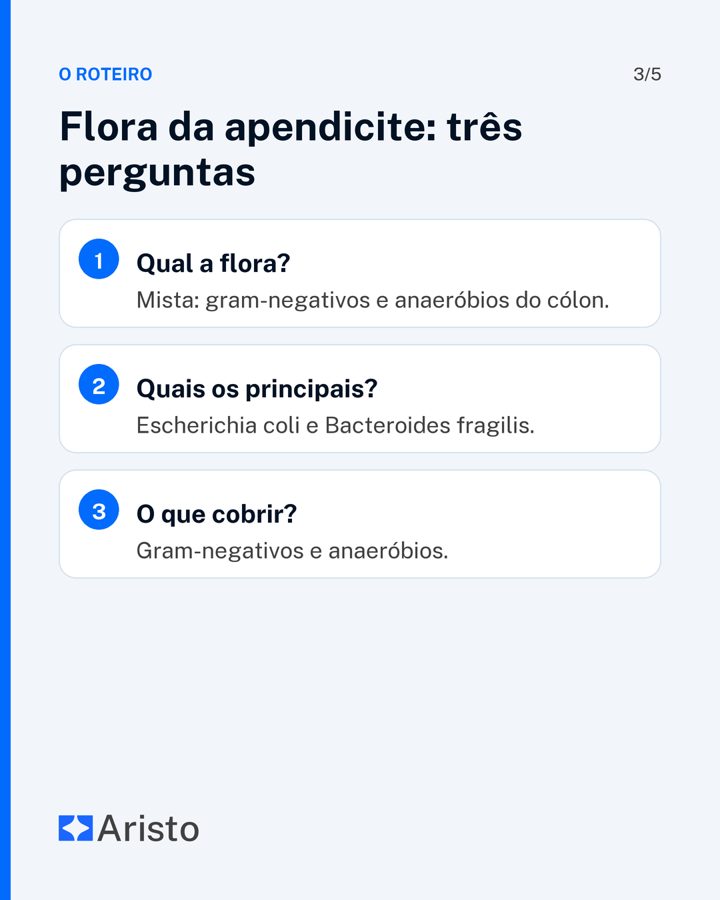 O ROTEIRO
3/5
Flora da apendicite: três
perguntas
1
Qual a flora?
Mista: gram-negativos e anaeróbios do cólon.
2
Quais os principais?
Escherichia coli e Bacteroides fragilis.
3
O que cobrir?
Gram-negativos e anaeróbios.
Aristo